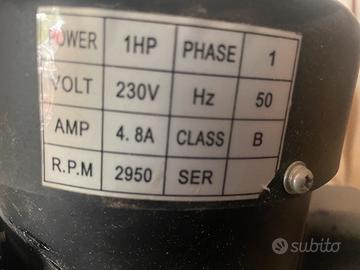 POWER 1HP PHASE 1
VOLT 230V Hz 50
AMP 4.8A CLASS B
R.P.M 2950 SER
subito